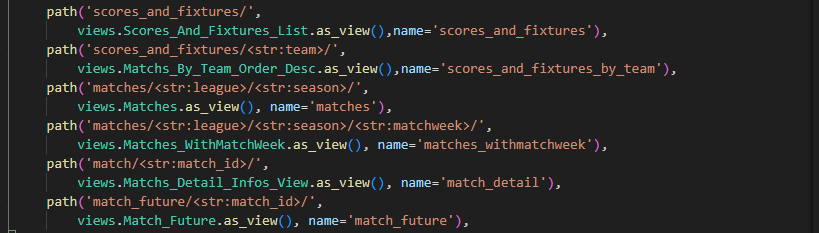 path('scores_and_fixtures/',
views.Scores_And_Fixtures_List.as_view(),name='scores_and_fixtures'),
path('scores_and_fixtures/<str:team>/',
views.Matchs_By_Team_Order_Desc.as_view(),name='scores_and_fixtures_by_team'),
path('matches/<str:league>/<str:season>/',
views.Matches.as_view(), name='matches'),
path('matches/<str:league>/<str:season>/<str:matchweek>/',
views.Matches_WithMatchWeek.as_view(), name='matches_withmatchweek'),
path('match/<str:match_id>/',
views.Matchs_Detail_Infos_View.as_view(), name='match_detail'),
path('match_future/<str:match_id>/',
views.Match_Future.as_view(), name='match_future'),